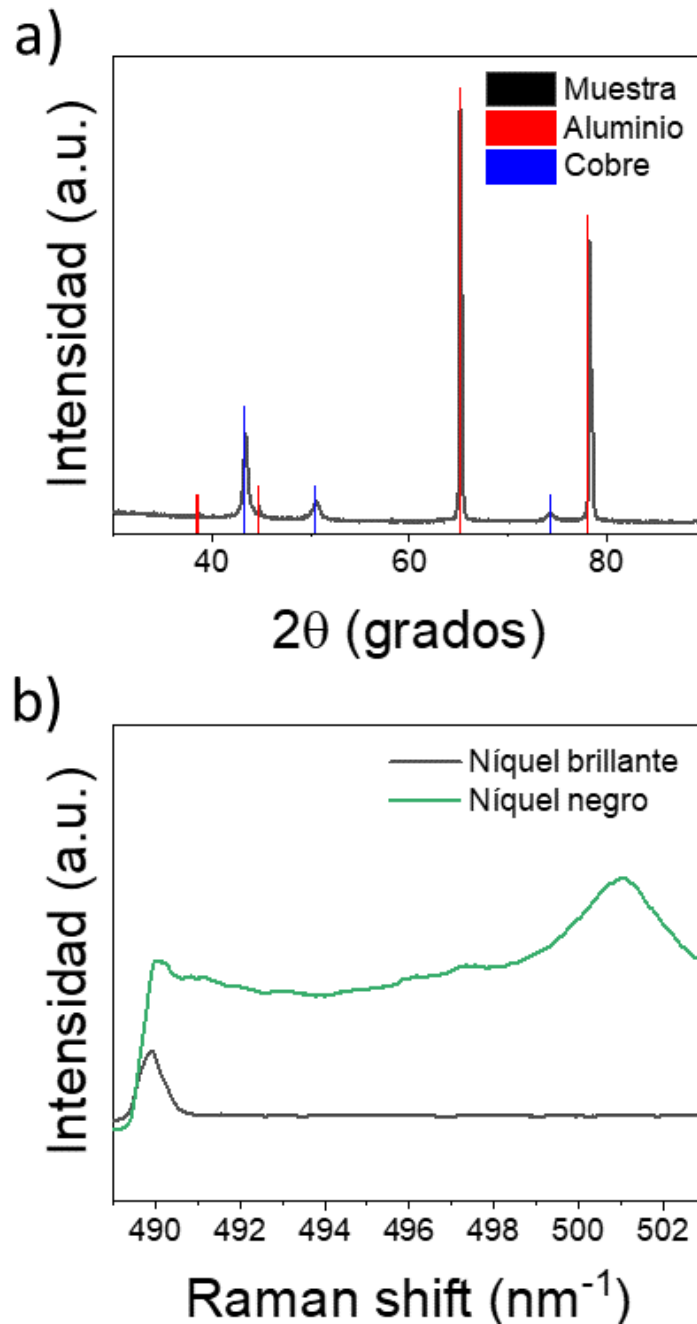 a)
Intensidad (a.u.)
Muestra
Aluminio
Cobre
40 60 80
2θ (grados)
b)
Intensidad (a.u.)
Níquel brillante
Níquel negro
490 492 494 496 498 500 502
Raman shift (nm⁻¹)